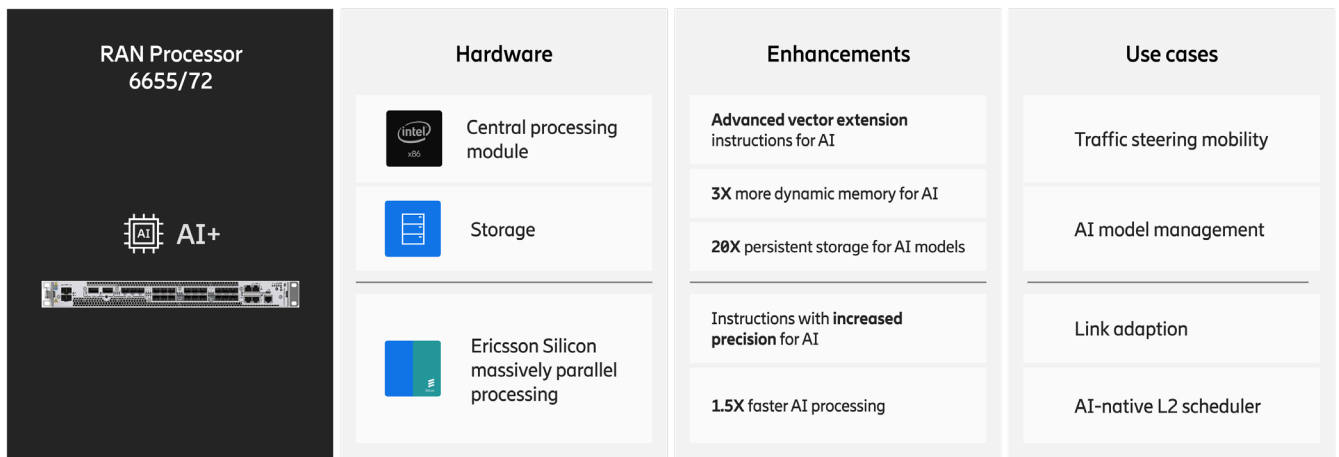 RAN Processor
6655/72
AI
AI+
Hardware
intel
x86
Central processing
module
Storage
Ericsson Silicon
massively parallel
processing
Enhancements
Advanced vector extension
instructions for AI
3X more dynamic memory for AI
20X persistent storage for AI models
Instructions with increased
precision for AI
1.5X faster AI processing
Use cases
Traffic steering mobility
AI model management
Link adaption
AI-native L2 scheduler